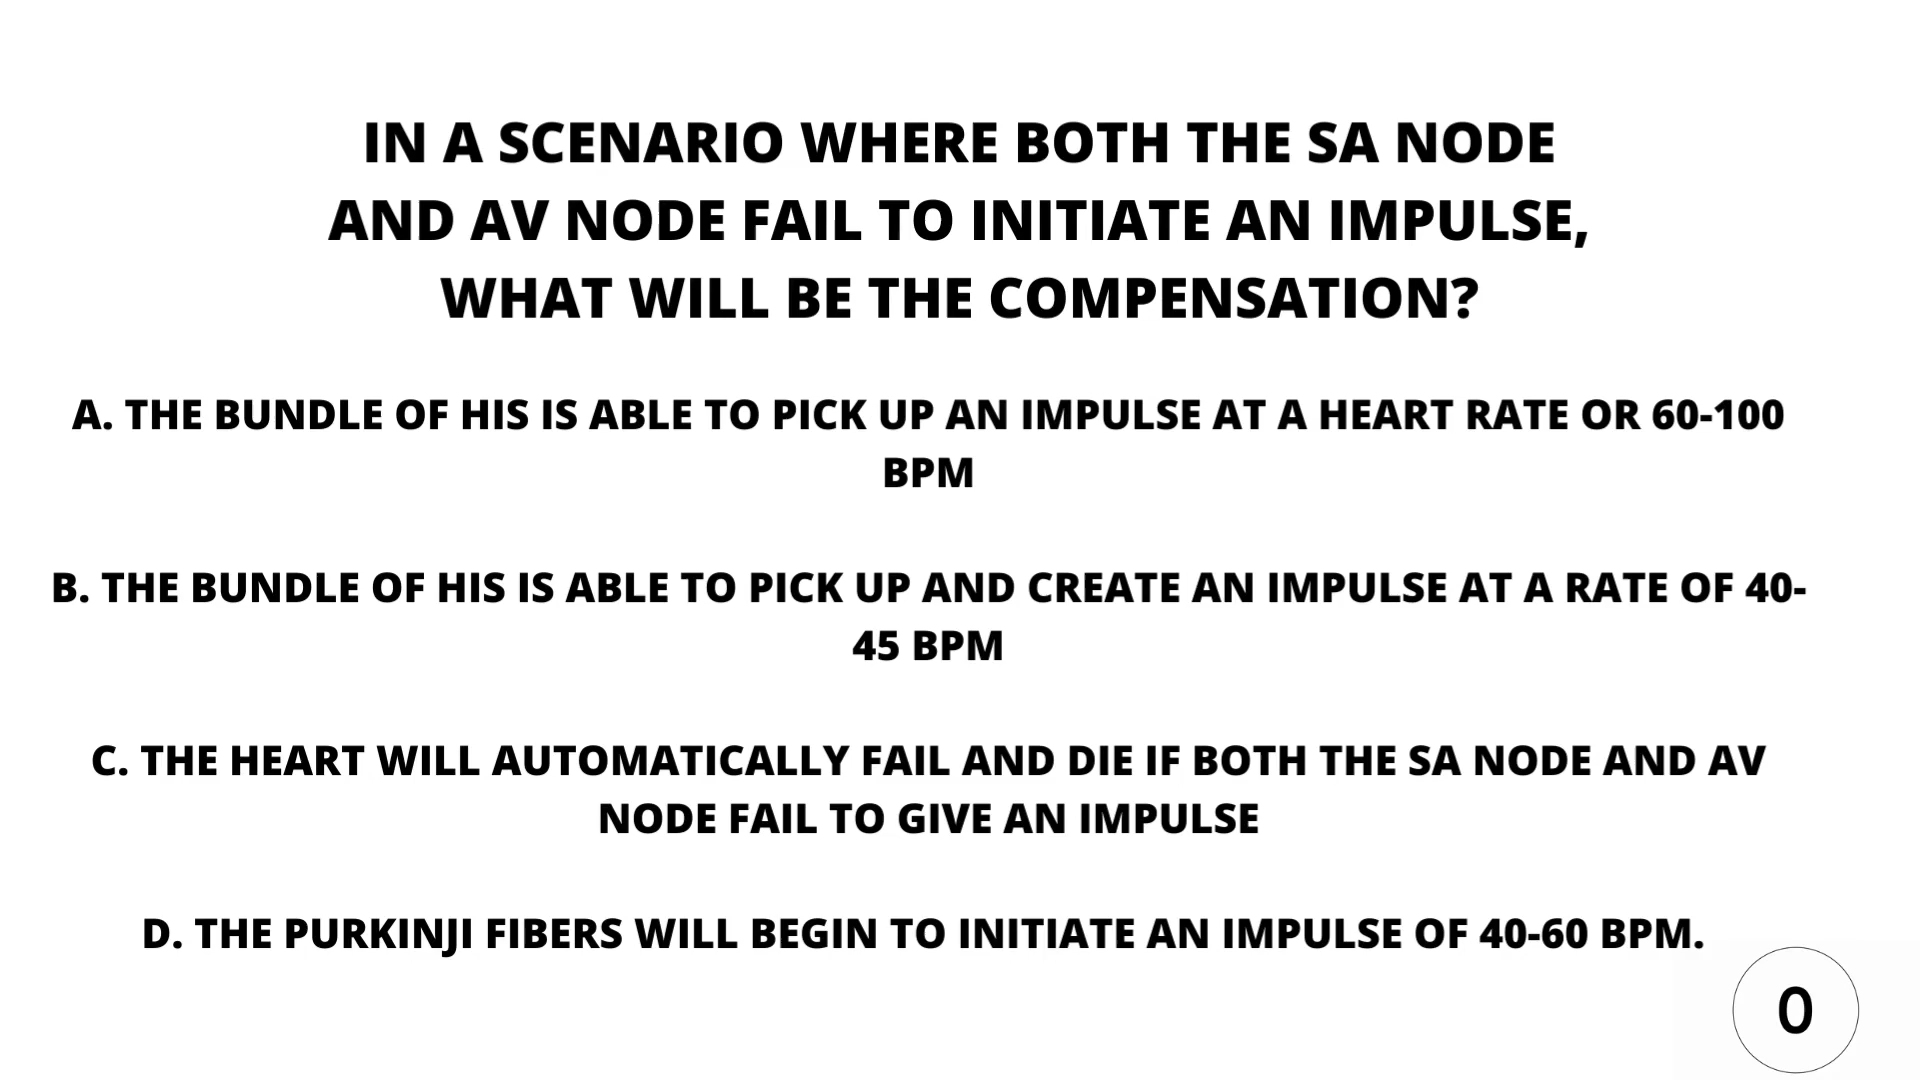 IN A SCENARIO WHERE BOTH THE SA NODE
AND AV NODE FAIL TO INITIATE AN IMPULSE,
WHAT WILL BE THE COMPENSATION?
A. THE BUNDLE OF HIS IS ABLE TO PICK UP AN IMPULSE AT A HEART RATE OR 60-100
BPM
B. THE BUNDLE OF HIS IS ABLE TO PICK UP AND CREATE AN IMPULSE AT A RATE OF 40-
45 BPM
C. THE HEART WILL AUTOMATICALLY FAIL AND DIE IF BOTH THE SA NODE AND AV
NODE FAIL TO GIVE AN IMPULSE
D. THE PURKINJI FIBERS WILL BEGIN TO INITIATE AN IMPULSE OF 40-60 BPM.
0